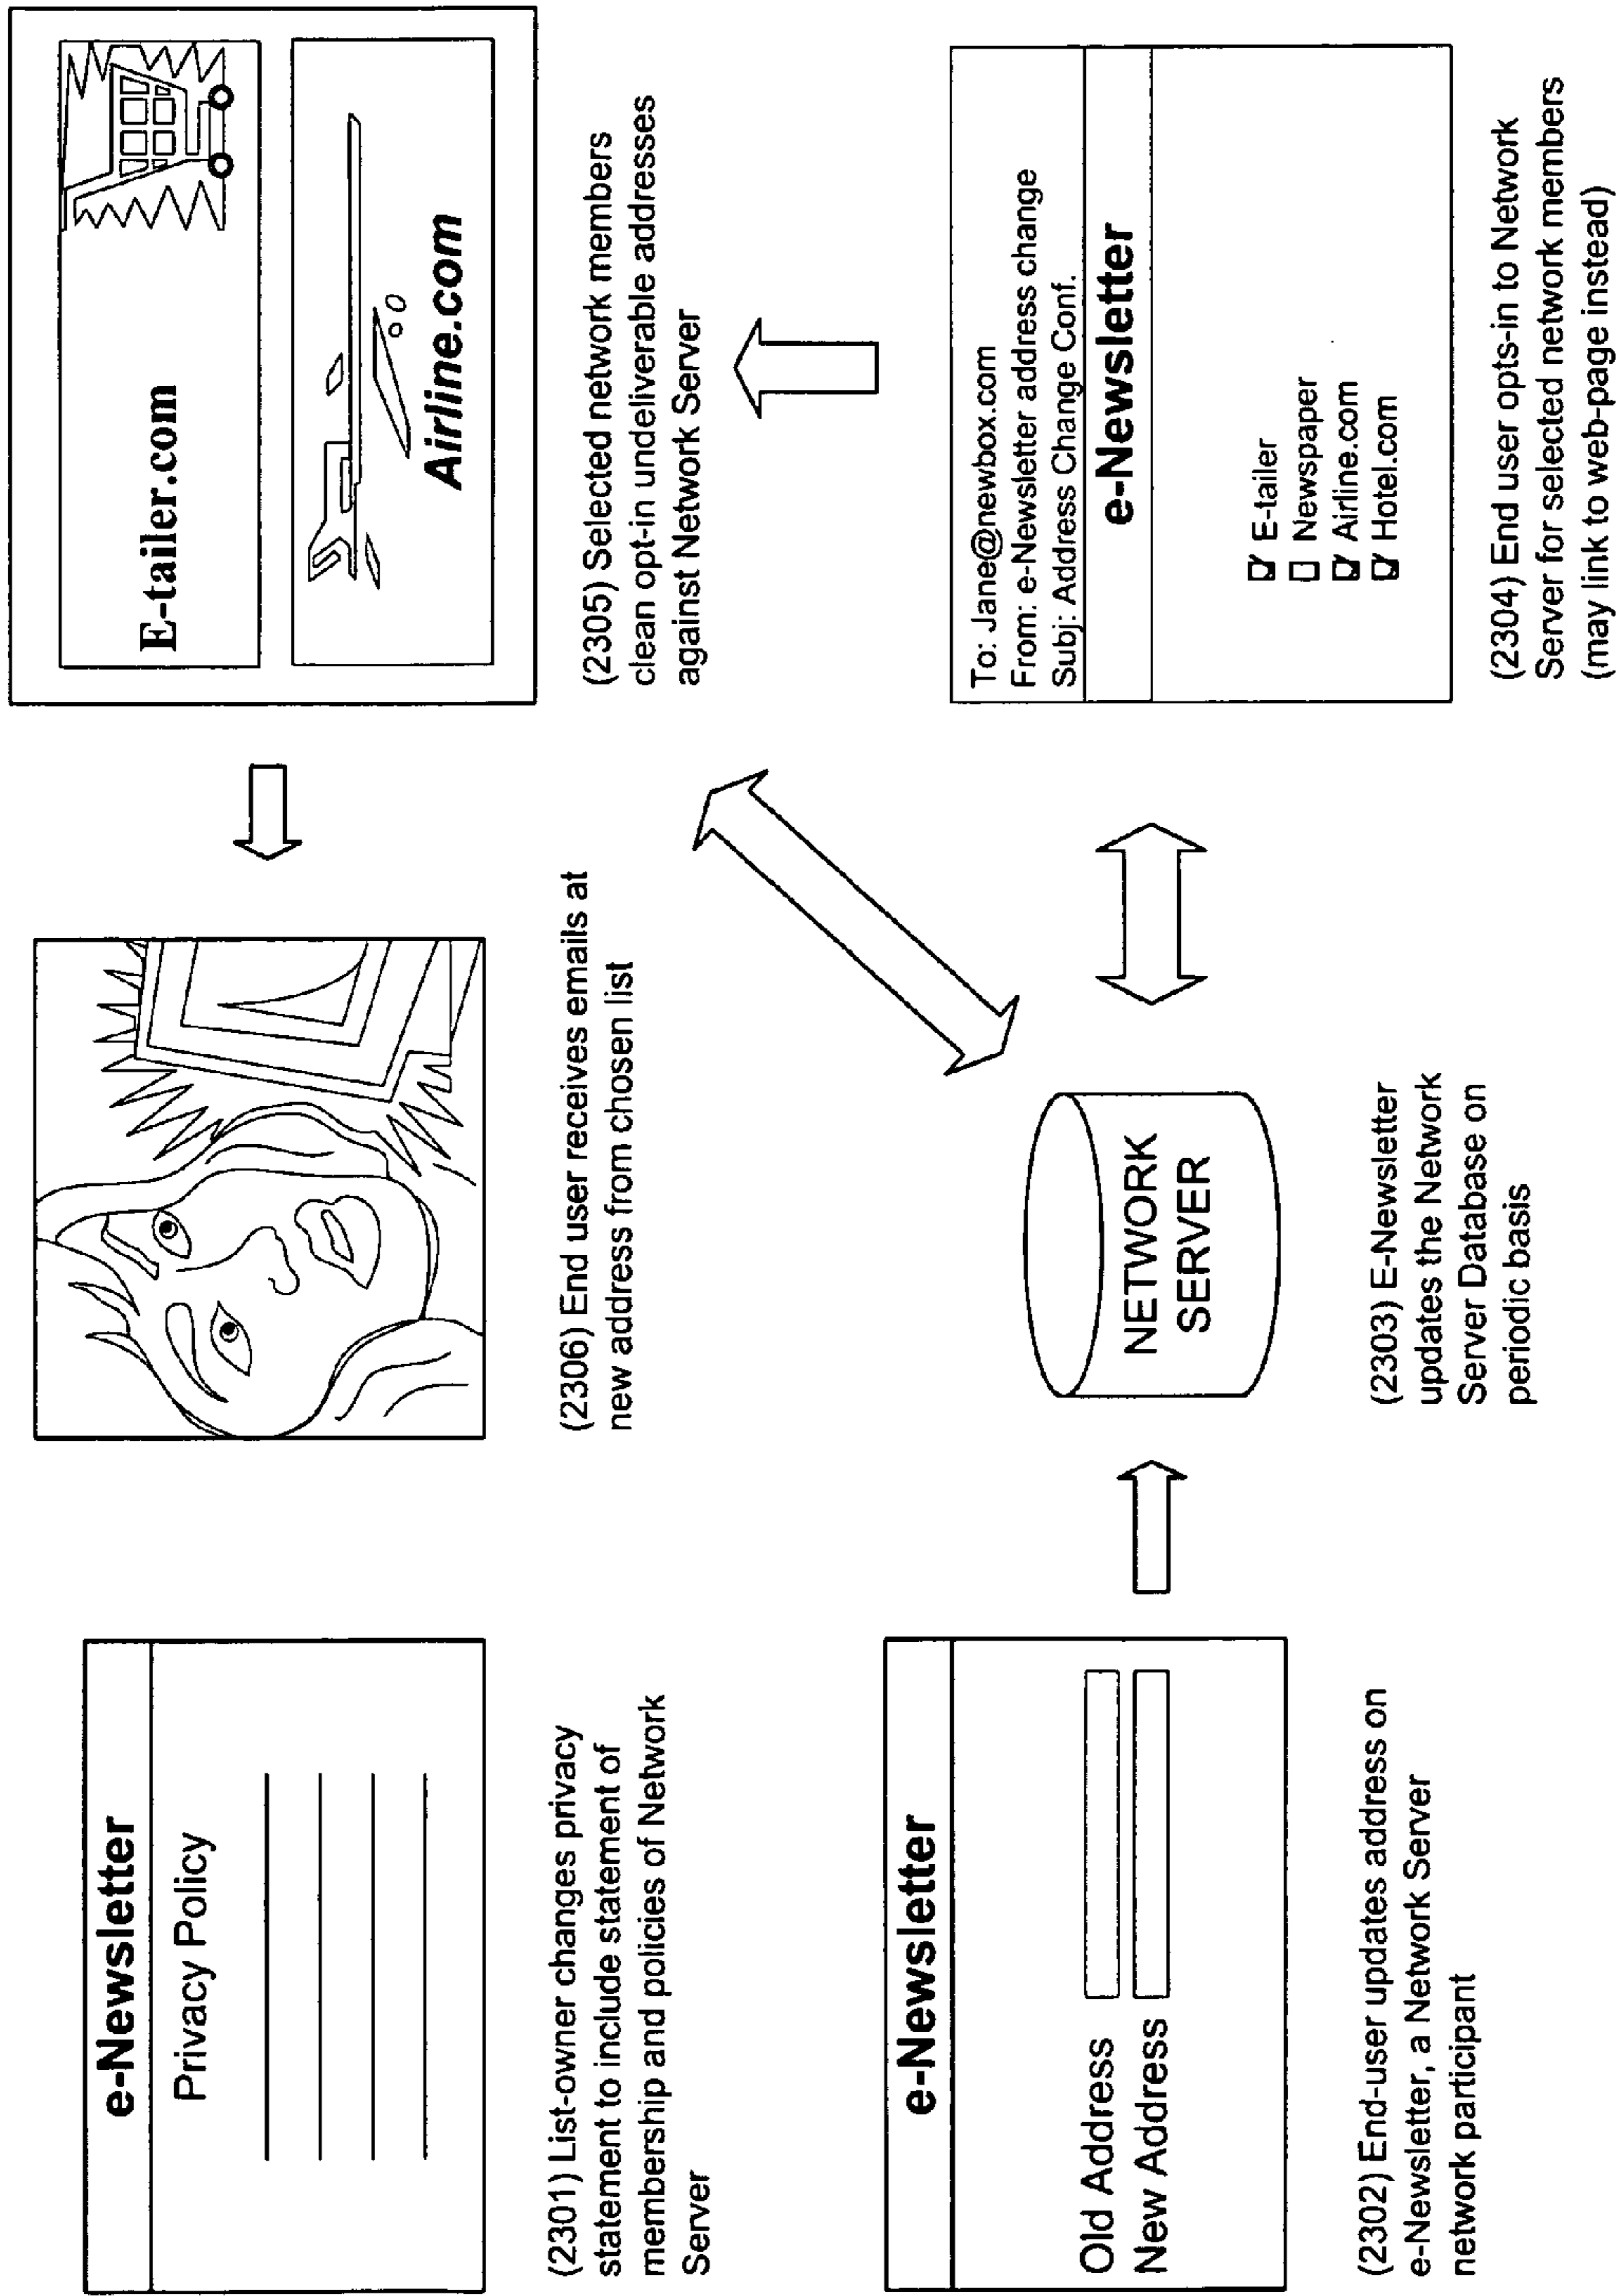 e-Newsletter
Privacy Policy
(2301) List-owner changes privacy
statement to include statement of
membership and policies of Network
Server
e-Newsletter
Old Address
New Address
(2302) End-user updates address on
e-Newsletter, a Network Server
network participant
NETWORK
SERVER
(2303) E-Newsletter
updates the Network
Server Database on
periodic basis
To: Jane@newbox.com
From: e-Newsletter address change
Subj: Address Change Conf.
e-Newsletter
E-tailer
Newspaper
Airline.com
Hotel.com
(2304) End user opts-in to Network
Server for selected network members
(may link to web-page instead)
E-tailer.com
Airline.com
(2305) Selected network members
clean opt-in undeliverable addresses
against Network Server
(2306) End user receives emails at
new address from chosen list